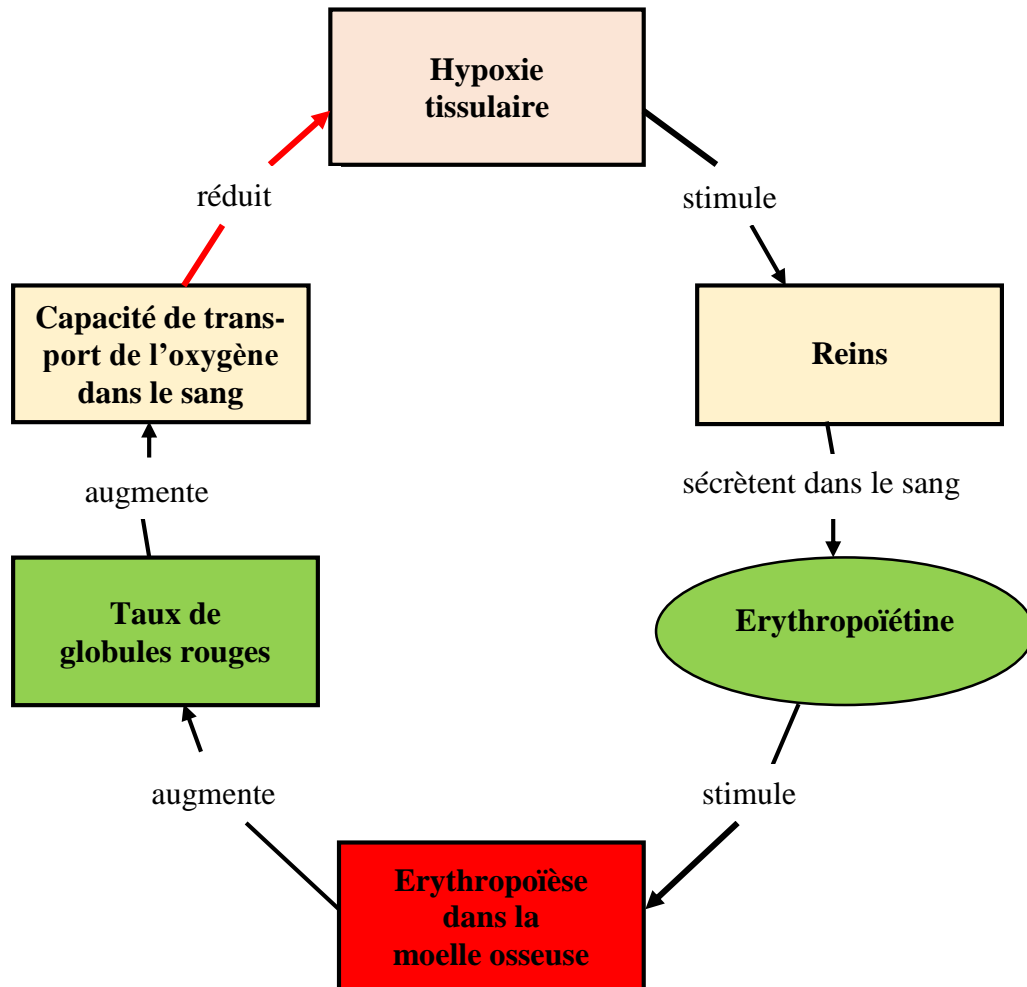 Hypoxie
tissulaire
stimule
Reins
sécrètent dans le sang
Erythropoïétine
stimule
Erythropoïèse
dans la
moelle osseuse
augmente
Taux de
globules rouges
augmente
Capacité de trans-
port de l’oxygène
dans le sang
réduit